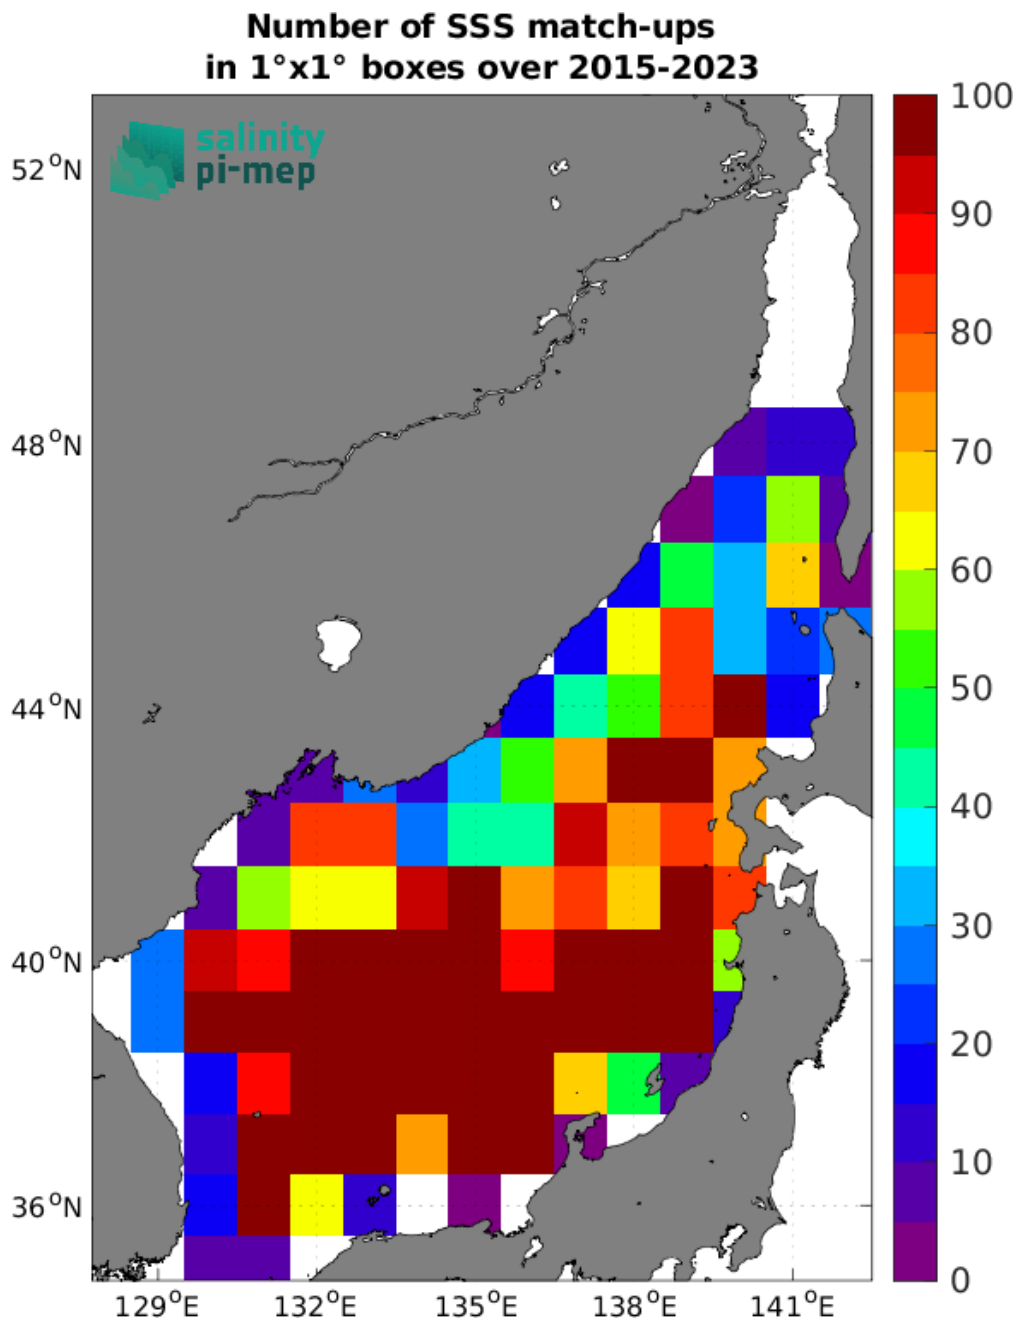 Number of SSS match-ups
in 1°x1° boxes over 2015-2023
salinity
pi-mep
52°N
48°N
44°N
40°N
36°N
129°E 132°E 135°E 138°E 141°E
100
90
80
70
60
50
40
30
20
10
0